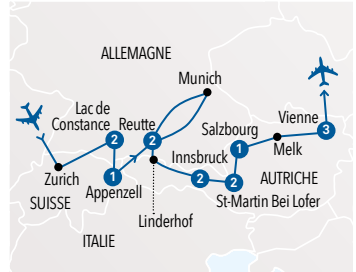 ALLEMAGNE
Munich
Lac de
Constance
Reutte
Vienne
2
2
Salzbourg
3
1
Melk
Zurich
1
Innsbruck
Appenzell
2
2
AUTRICHE
SUISSE
St-Martin Bei Lofer
Linderhof
ITALIE